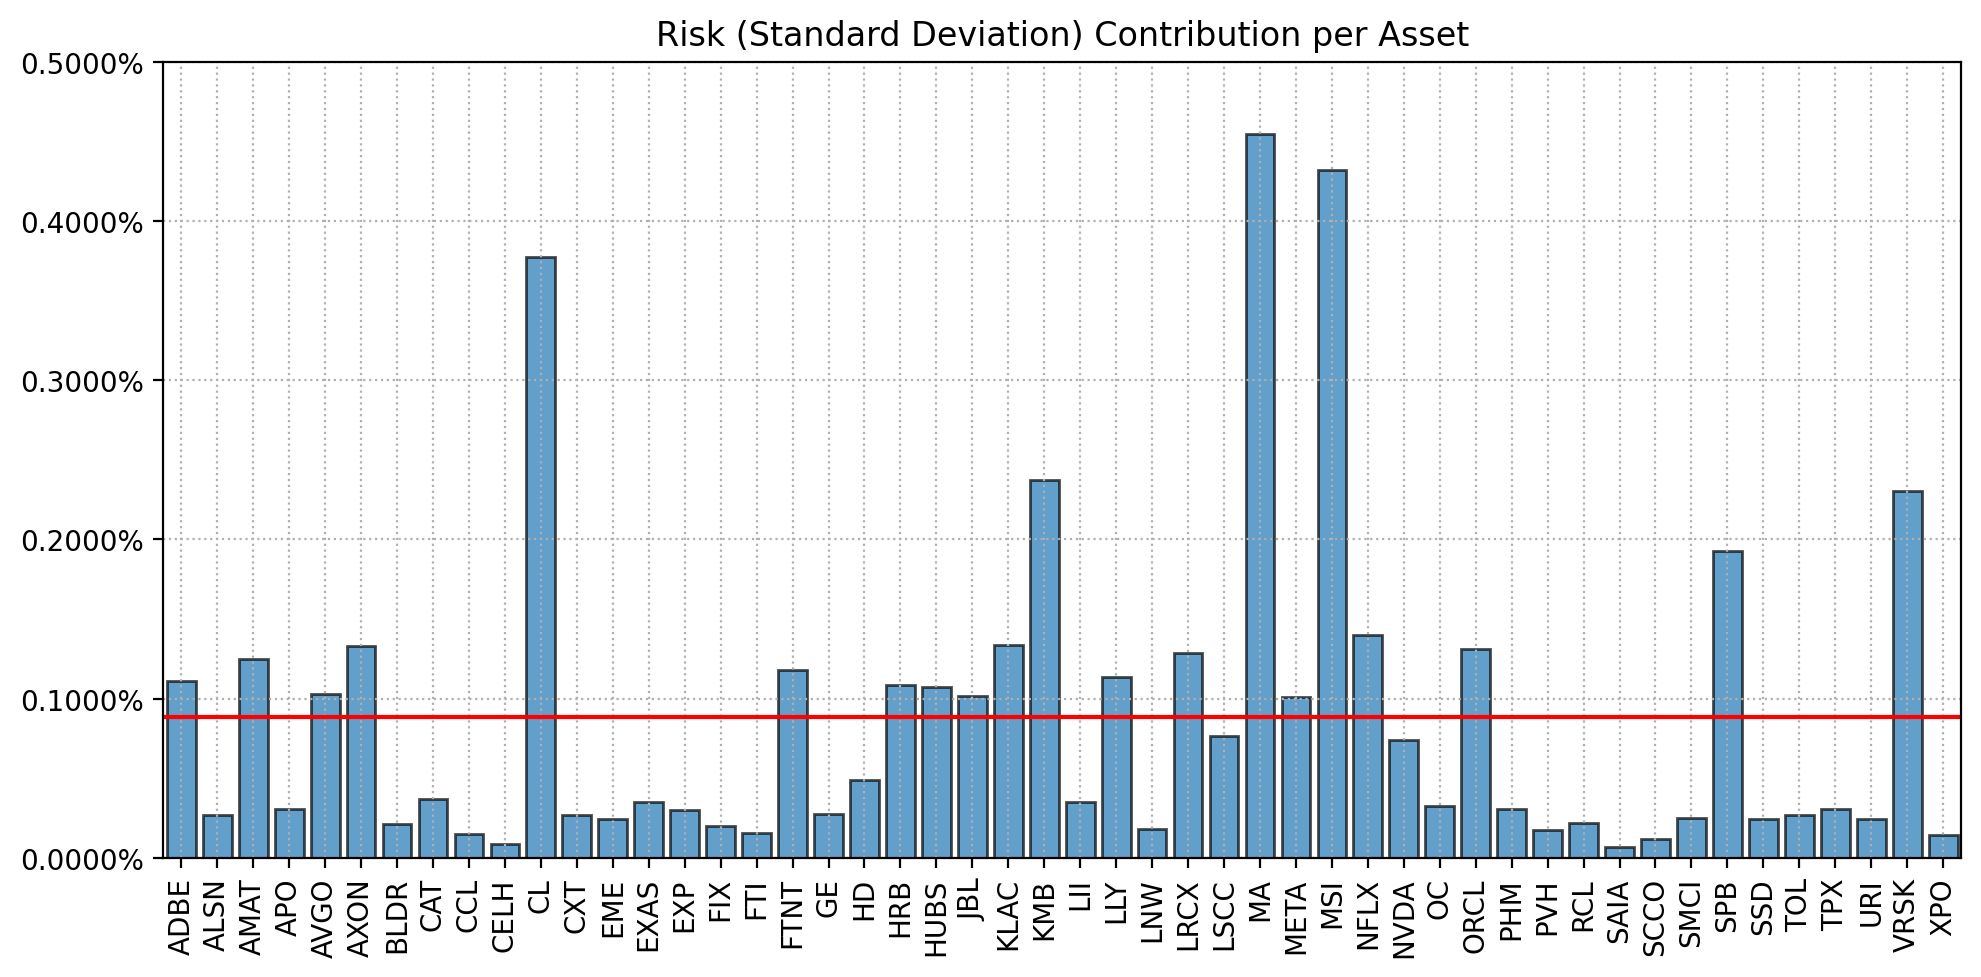 Risk (Standard Deviation) Contribution per Asset
0.5000%
0.4000%
0.3000%
0.2000%
0.1000%
0.0000%
ADBE
ALSN
AMAT
APO
AVGO
AXON
BLDR
CAT
CCL
CELH
CL
CXT
EME
EXAS
EXP
FIX
FTI
FTNT
GE
HD
HRB
HUBS
JBL
KLAC
KMB
LII
LLY
LNW
LRCX
LSCC
MA
META
MSI
NFLX
NVDA
OC
ORCL
PHM
PVH
RCL
SAIA
SCCO
SMCI
SPB
SSD
TOL
TPX
URI
VRSK
XPO